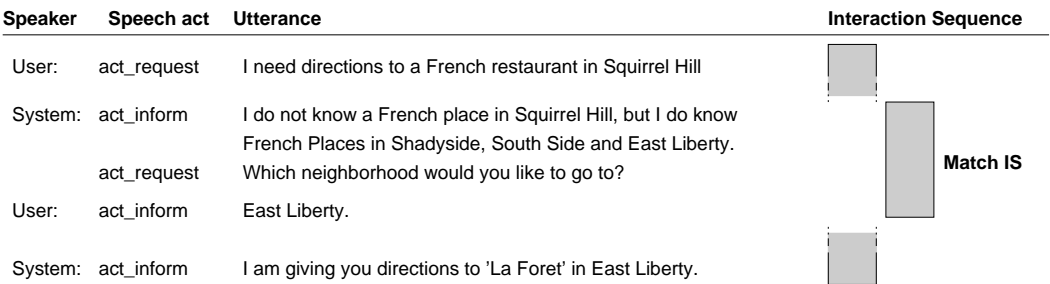 Speaker Speech act Utterance Interaction Sequence
User: act_request I need directions to a French restaurant in Squirrel Hill
System: act_inform I do not know a French place in Squirrel Hill, but I do know
French Places in Shadyside, South Side and East Liberty.
act_request Which neighborhood would you like to go to? Match IS
User: act_inform East Liberty.
System: act_inform I am giving you directions to ’La Foret’ in East Liberty.